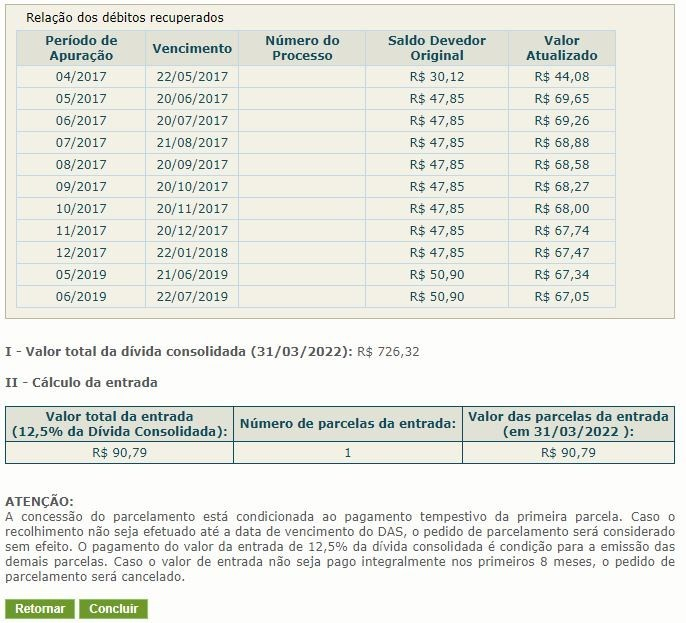 Relação dos débitos recuperados
Período de Apuração Vencimento Número do Processo Saldo Devedor Original Valor Atualizado
04/2017 22/05/2017 R$ 30,12 R$ 44,08
05/2017 20/06/2017 R$ 47,85 R$ 69,65
06/2017 20/07/2017 R$ 47,85 R$ 69,26
07/2017 21/08/2017 R$ 47,85 R$ 68,88
08/2017 20/09/2017 R$ 47,85 R$ 68,58
09/2017 20/10/2017 R$ 47,85 R$ 68,27
10/2017 20/11/2017 R$ 47,85 R$ 68,00
11/2017 20/12/2017 R$ 47,85 R$ 67,74
12/2017 22/01/2018 R$ 47,85 R$ 67,47
05/2019 21/06/2019 R$ 50,90 R$ 67,34
06/2019 22/07/2019 R$ 50,90 R$ 67,05
I - Valor total da dívida consolidada (31/03/2022): R$ 726,32
II - Cálculo da entrada
Valor total da entrada (12,5% da Dívida Consolidada): Número de parcelas da entrada: Valor das parcelas da entrada (em 31/03/2022 ):
R$ 90,79 1 R$ 90,79
ATENÇÃO:
A concessão do parcelamento está condicionada ao pagamento tempestivo da primeira parcela. Caso o
recolhimento não seja efetuado até a data de vencimento do DAS, o pedido de parcelamento será considerado
sem efeito. O pagamento do valor da entrada de 12,5% da dívida consolidada é condição para a emissão das
demais parcelas. Caso o valor de entrada não seja pago integralmente nos primeiros 8 meses, o pedido de
parcelamento será cancelado.
Retornar Concluir